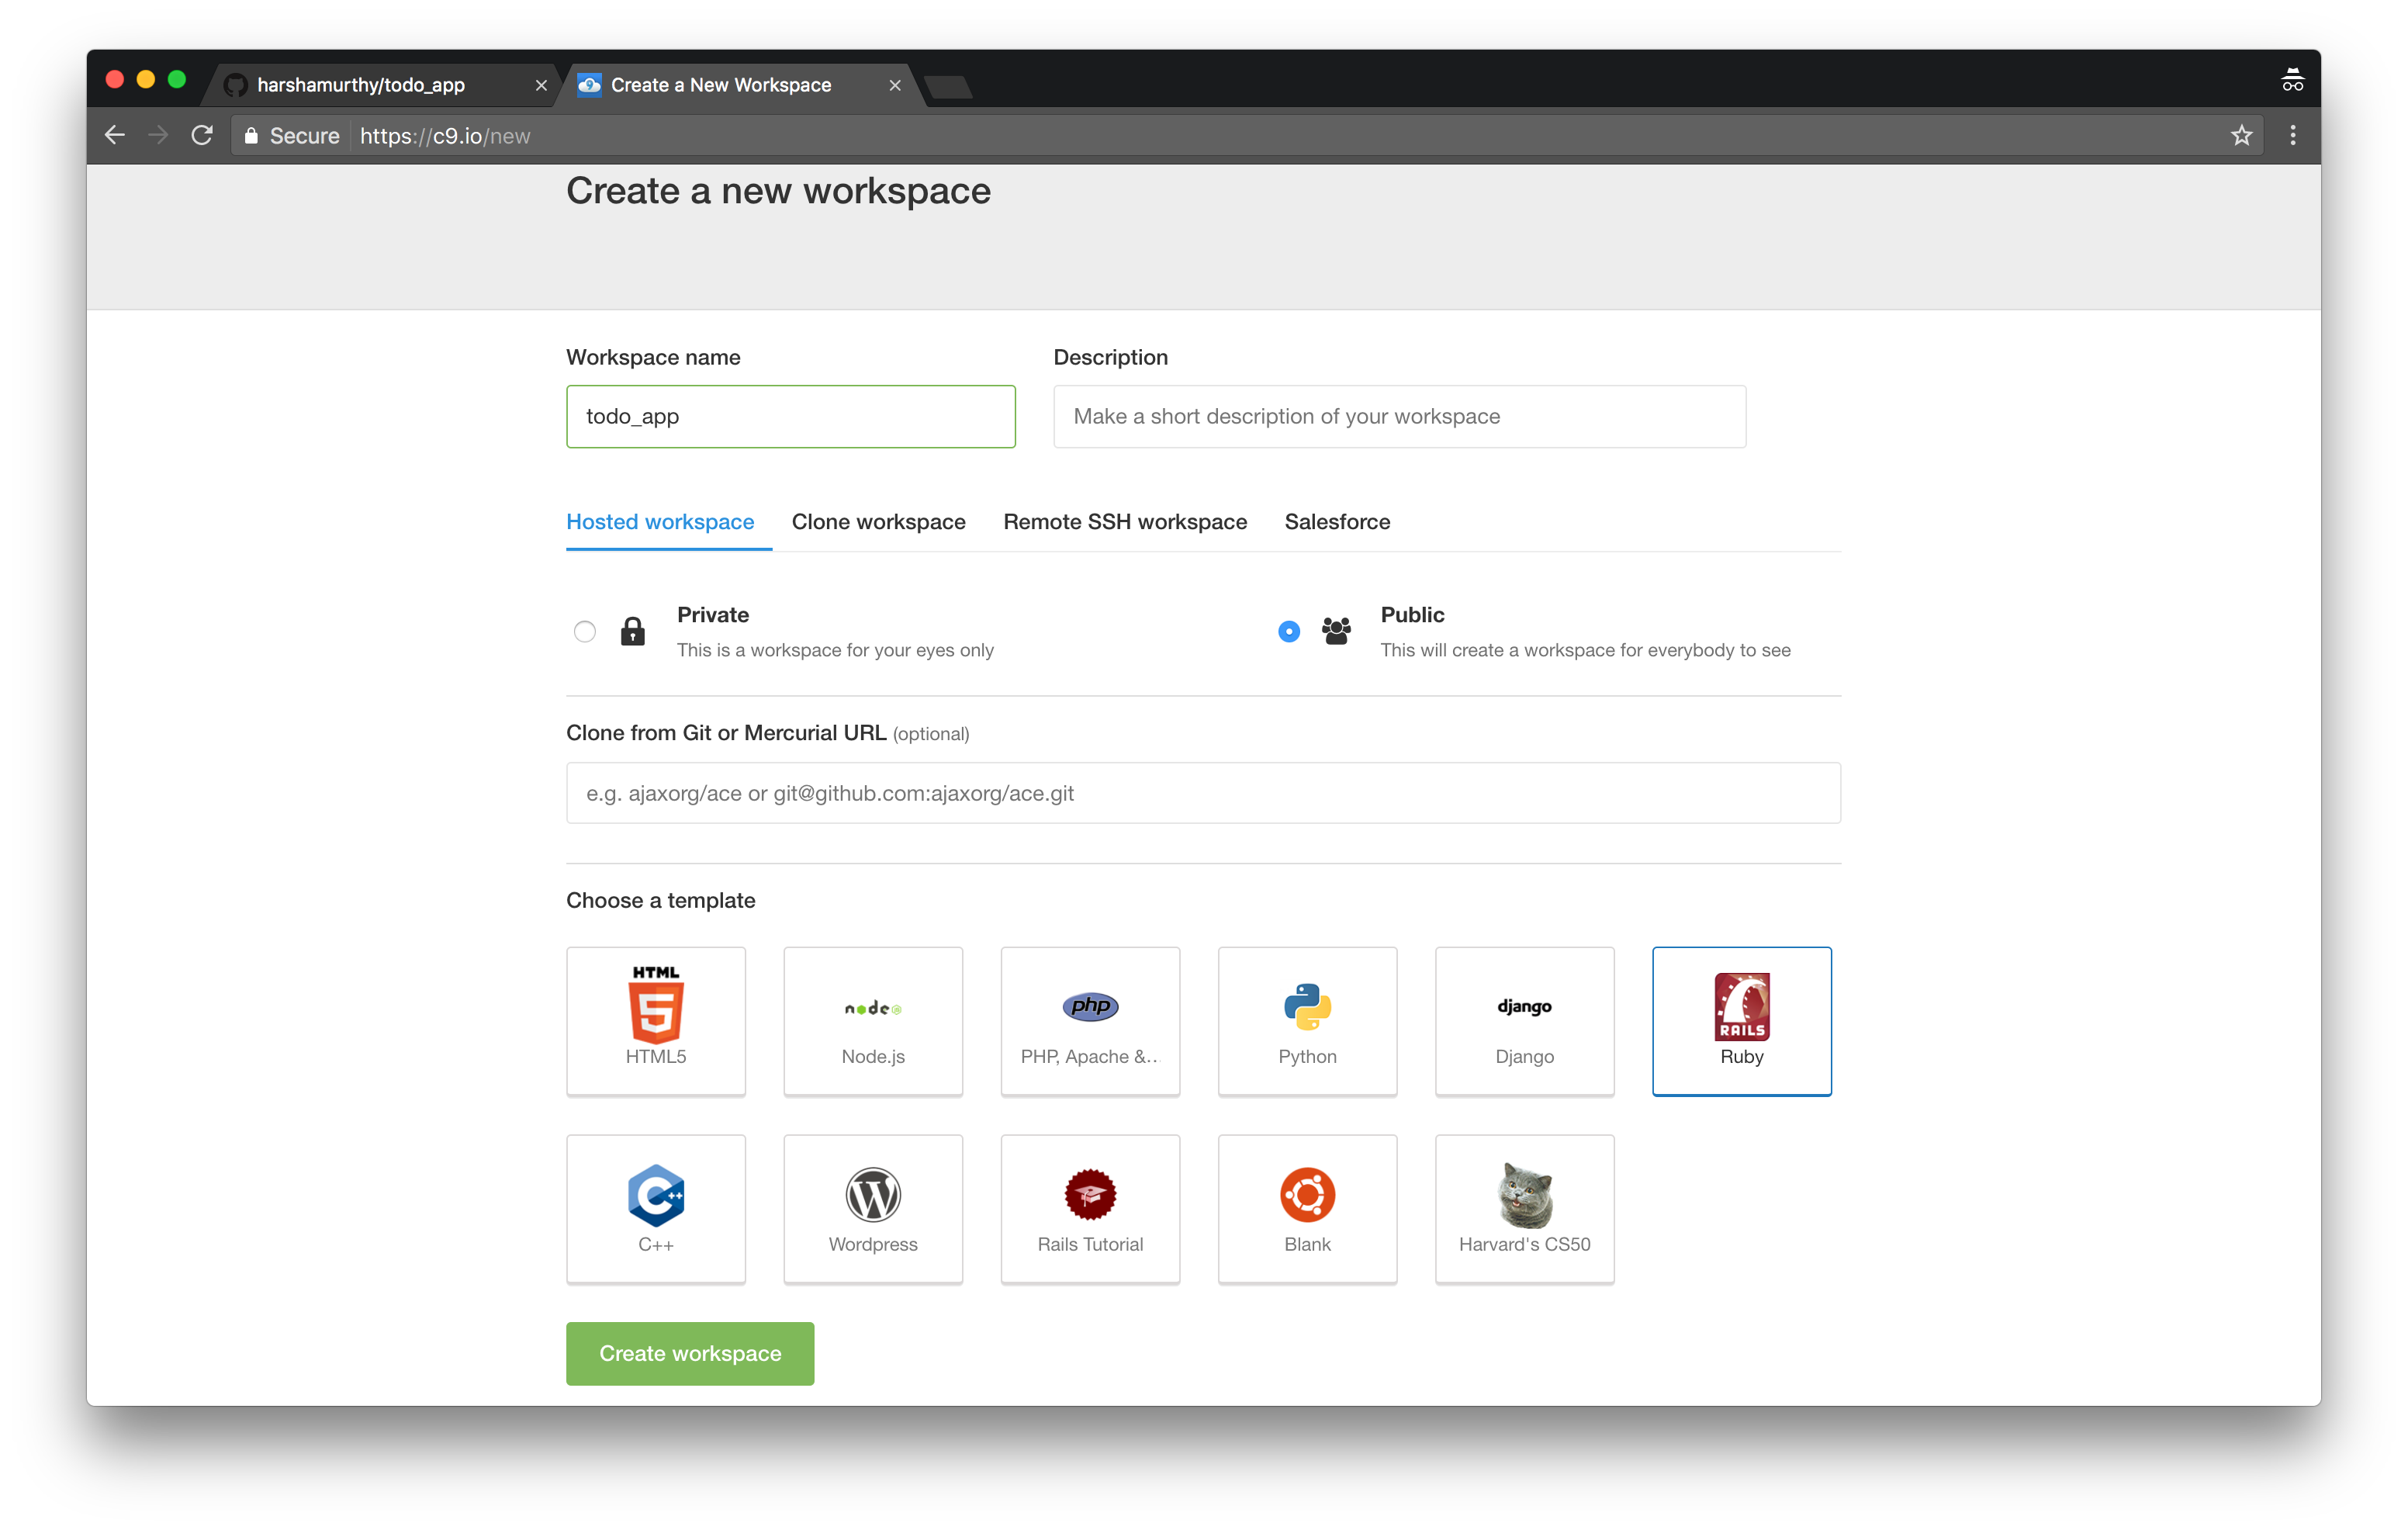 harshamurthy/todo_app
Create a New Workspace
Secure https://c9.io/new
Create a new workspace
Workspace name Description
todo_app Make a short description of your workspace
Hosted workspace Clone workspace Remote SSH workspace Salesforce
Private Public
This is a workspace for your eyes only This will create a workspace for everybody to see
Clone from Git or Mercurial URL (optional)
e.g. ajaxorg/ace or git@github.com:ajaxorg/ace.git
Choose a template
HTML 5 node php django RAILS
HTML5 Node.js PHP, Apache &... Python Django Ruby
C++ W
C++ Wordpress Rails Tutorial Blank Harvard's CS50
Create workspace